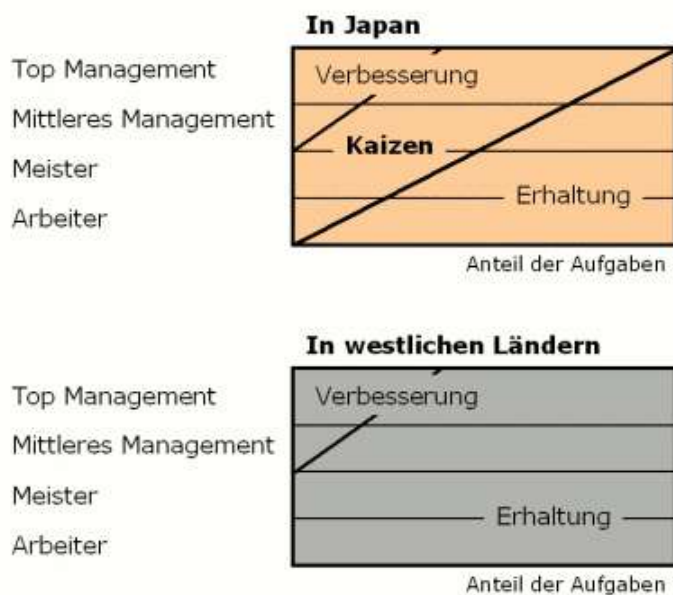 In Japan
Top Management
Verbesserung
Mittleres Management
Kaizen
Meister
Erhaltung
Arbeiter
Anteil der Aufgaben
In westlichen Ländern
Top Management
Verbesserung
Mittleres Management
Meister
Erhaltung
Arbeiter
Anteil der Aufgaben